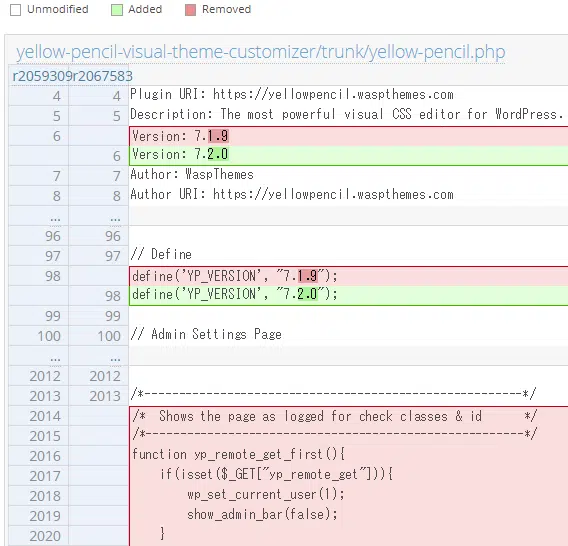 Unmodified Added Removed
yellow-pencil-visual-theme-customizer/trunk/yellow-pencil.php
r2059309 r2067583
4 4 Plugin URI: https://yellowpencil.waspthemes.com
5 5 Description: The most powerful visual CSS editor for WordPress.
6 Version: 7.1.9
6 Version: 7.2.0
7 7 Author: WaspThemes
8 8 Author URI: https://yellowpencil.waspthemes.com
… …
96 96
97 97 // Define
98 define('YP_VERSION', "7.1.9");
98 define('YP_VERSION', "7.2.0");
99 99
100 100 // Admin Settings Page
… …
2012 2012
2013 2013 /*-------------------------------------------------------*/
2014 /* Shows the page as logged for check classes & id */
2015 /*-------------------------------------------------------*/
2016 function yp_remote_get_first(){
2017 if(isset($_GET["yp_remote_get"])){
2018 wp_set_current_user(1);
2019 show_admin_bar(false);
2020 }